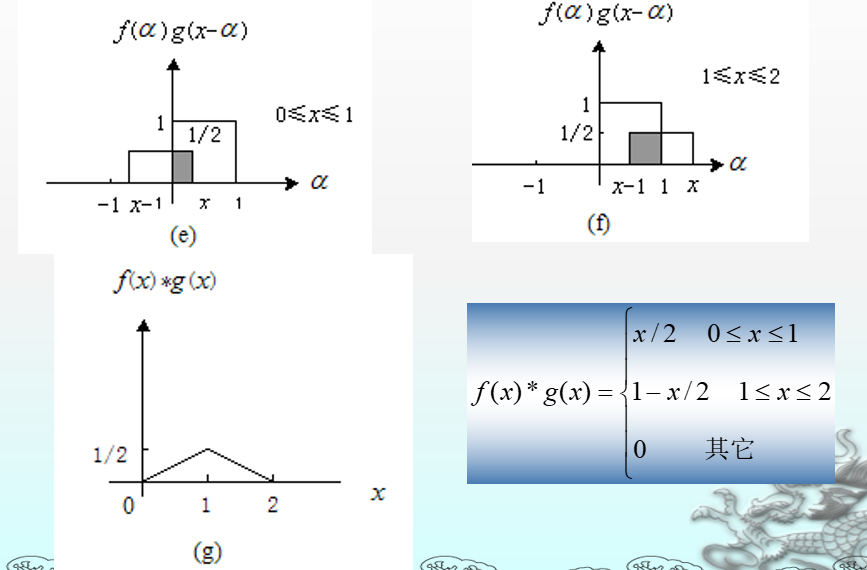 f(α)g(x-α)
0≤x≤1
1
1/2
α
-1 x-1 x 1
(e)
f(α)g(x-α)
1≤x≤2
1
1/2
α
-1 x-1 1 x
(f)
f(x)*g(x)
1/2
0 1 2 x
(g)
x/2 0≤x≤1
f(x)*g(x)={1-x/2 1≤x≤2
0 其它